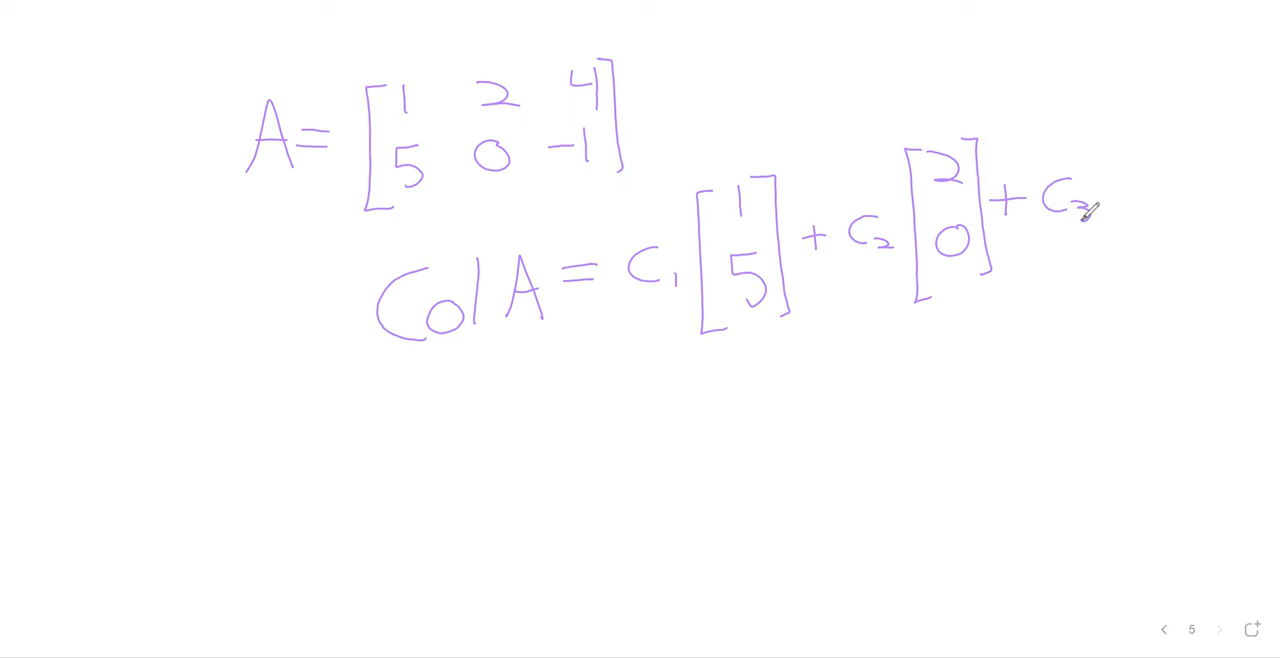 A = [1 2 4
5 0 -1]
Col A = c₁ [1
5] + c₂ [2
0] + c₃
< 5 >